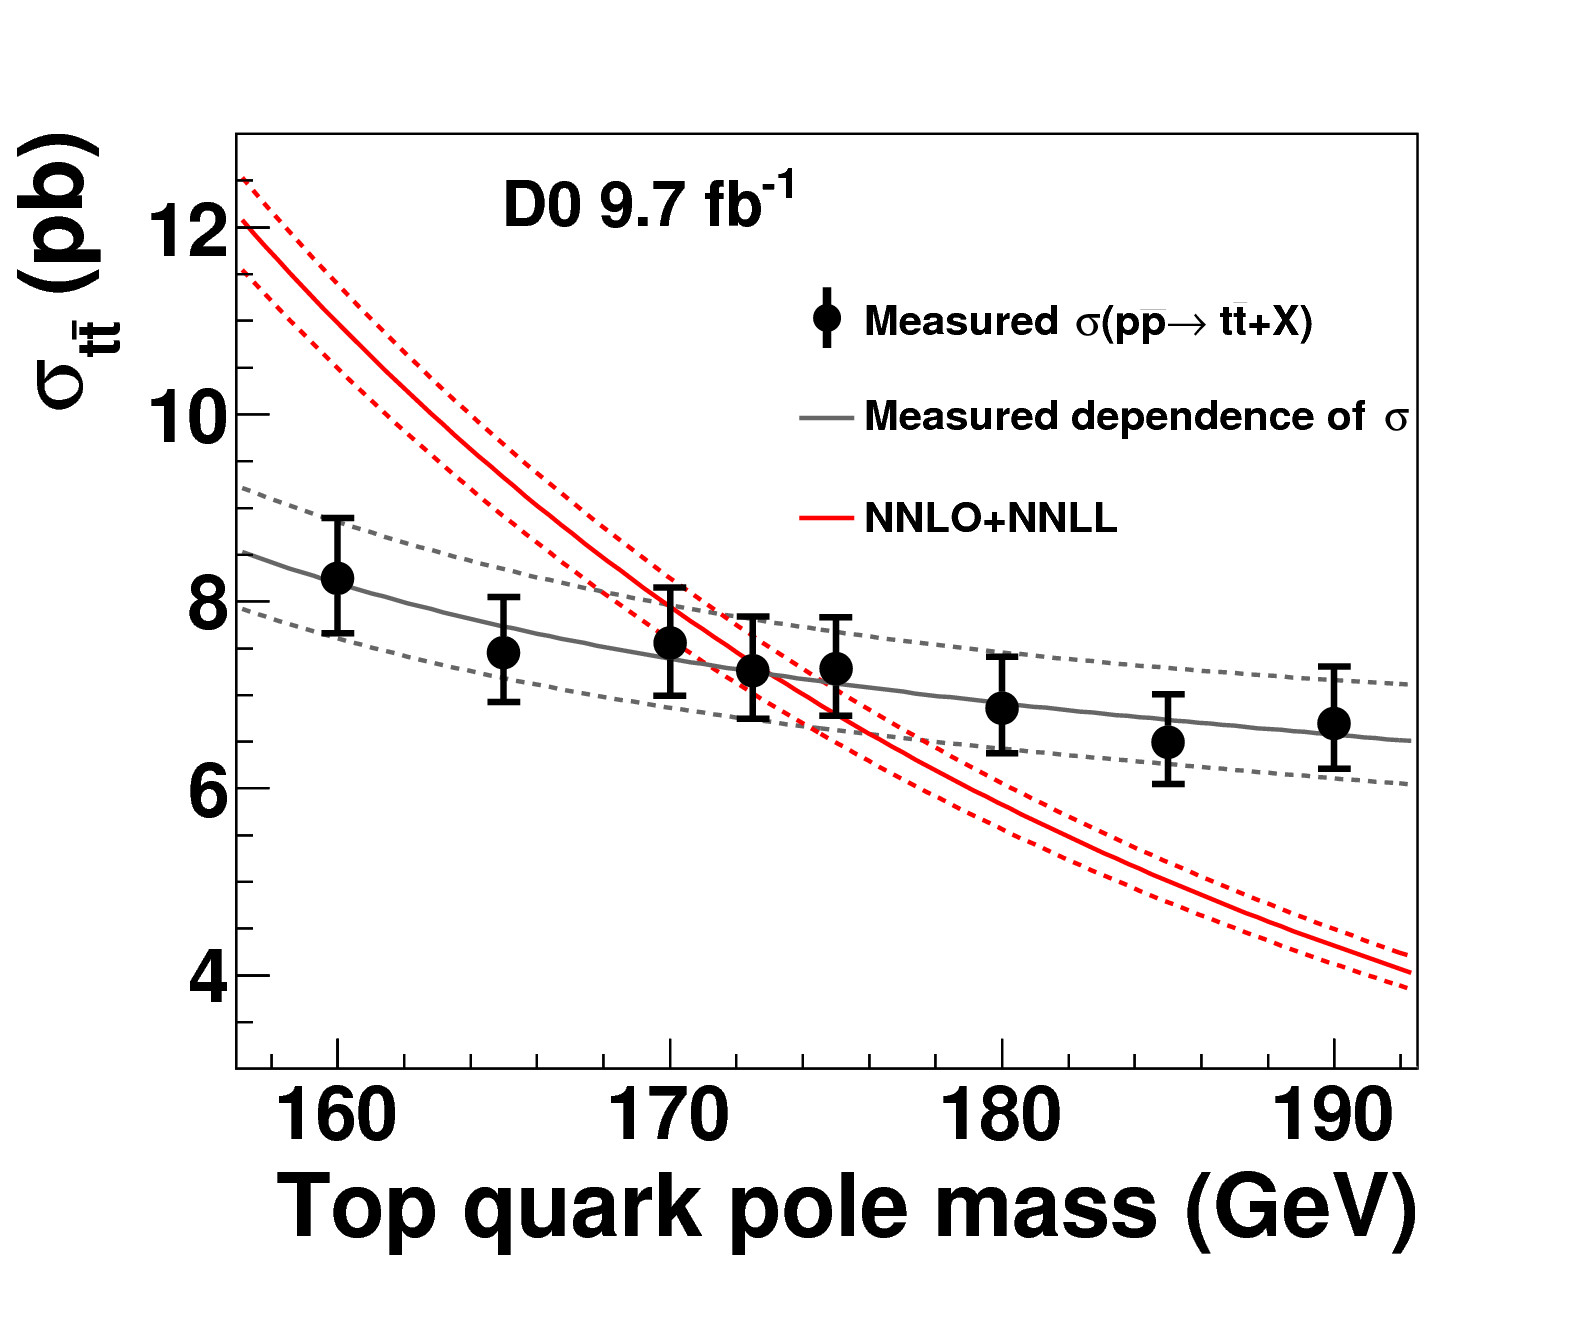 D0 9.7 fb⁻¹
Measured σ(pp̄→ tt̄+X)
Measured dependence of σ
NNLO+NNLL
σtt̄ (pb)
12
10
8
6
4
160 170 180 190
Top quark pole mass (GeV)